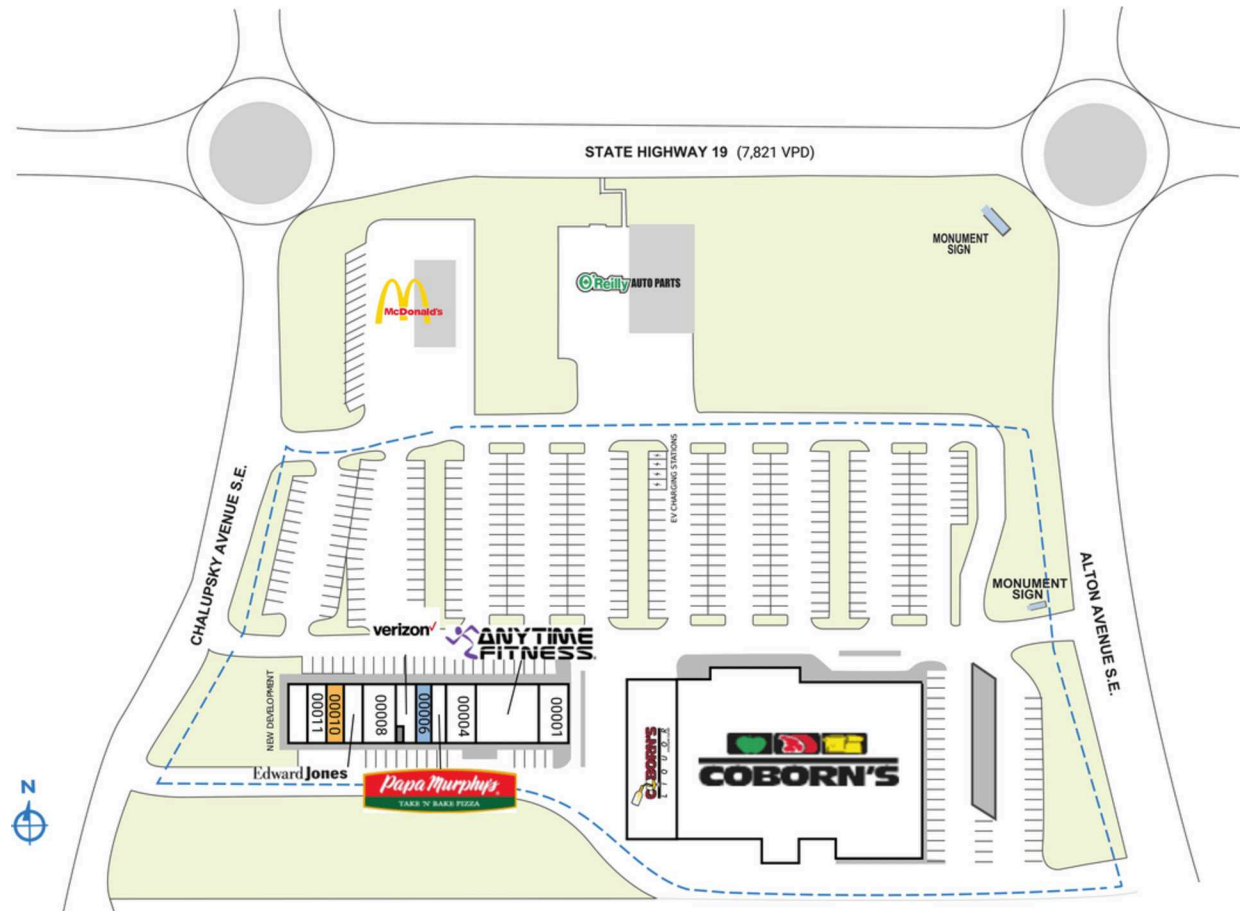 STATE HIGHWAY 19 (7,821 VPD)
MONUMENT
SIGN
McDonald's
O'Reilly AUTO PARTS
EV CHARGING STATIONS
CHALUPSKY AVENUE S.E.
ALTON AVENUE S.E.
MONUMENT
SIGN
verizon
ANYTIME
FITNESS
NEW DEVELOPMENT
00011
00010
00008
00006
00004
00001
Edward Jones
Papa Murphy's
TAKE 'N' BAKE PIZZA
COBORN'S
LIQUOR
COBORN'S
N